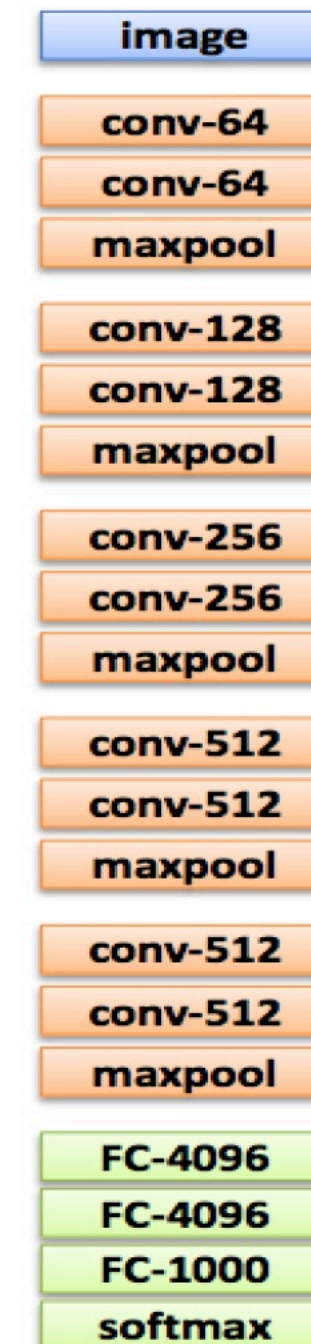 image
conv-64
conv-64
maxpool
conv-128
conv-128
maxpool
conv-256
conv-256
maxpool
conv-512
conv-512
maxpool
conv-512
conv-512
maxpool
FC-4096
FC-4096
FC-1000
softmax